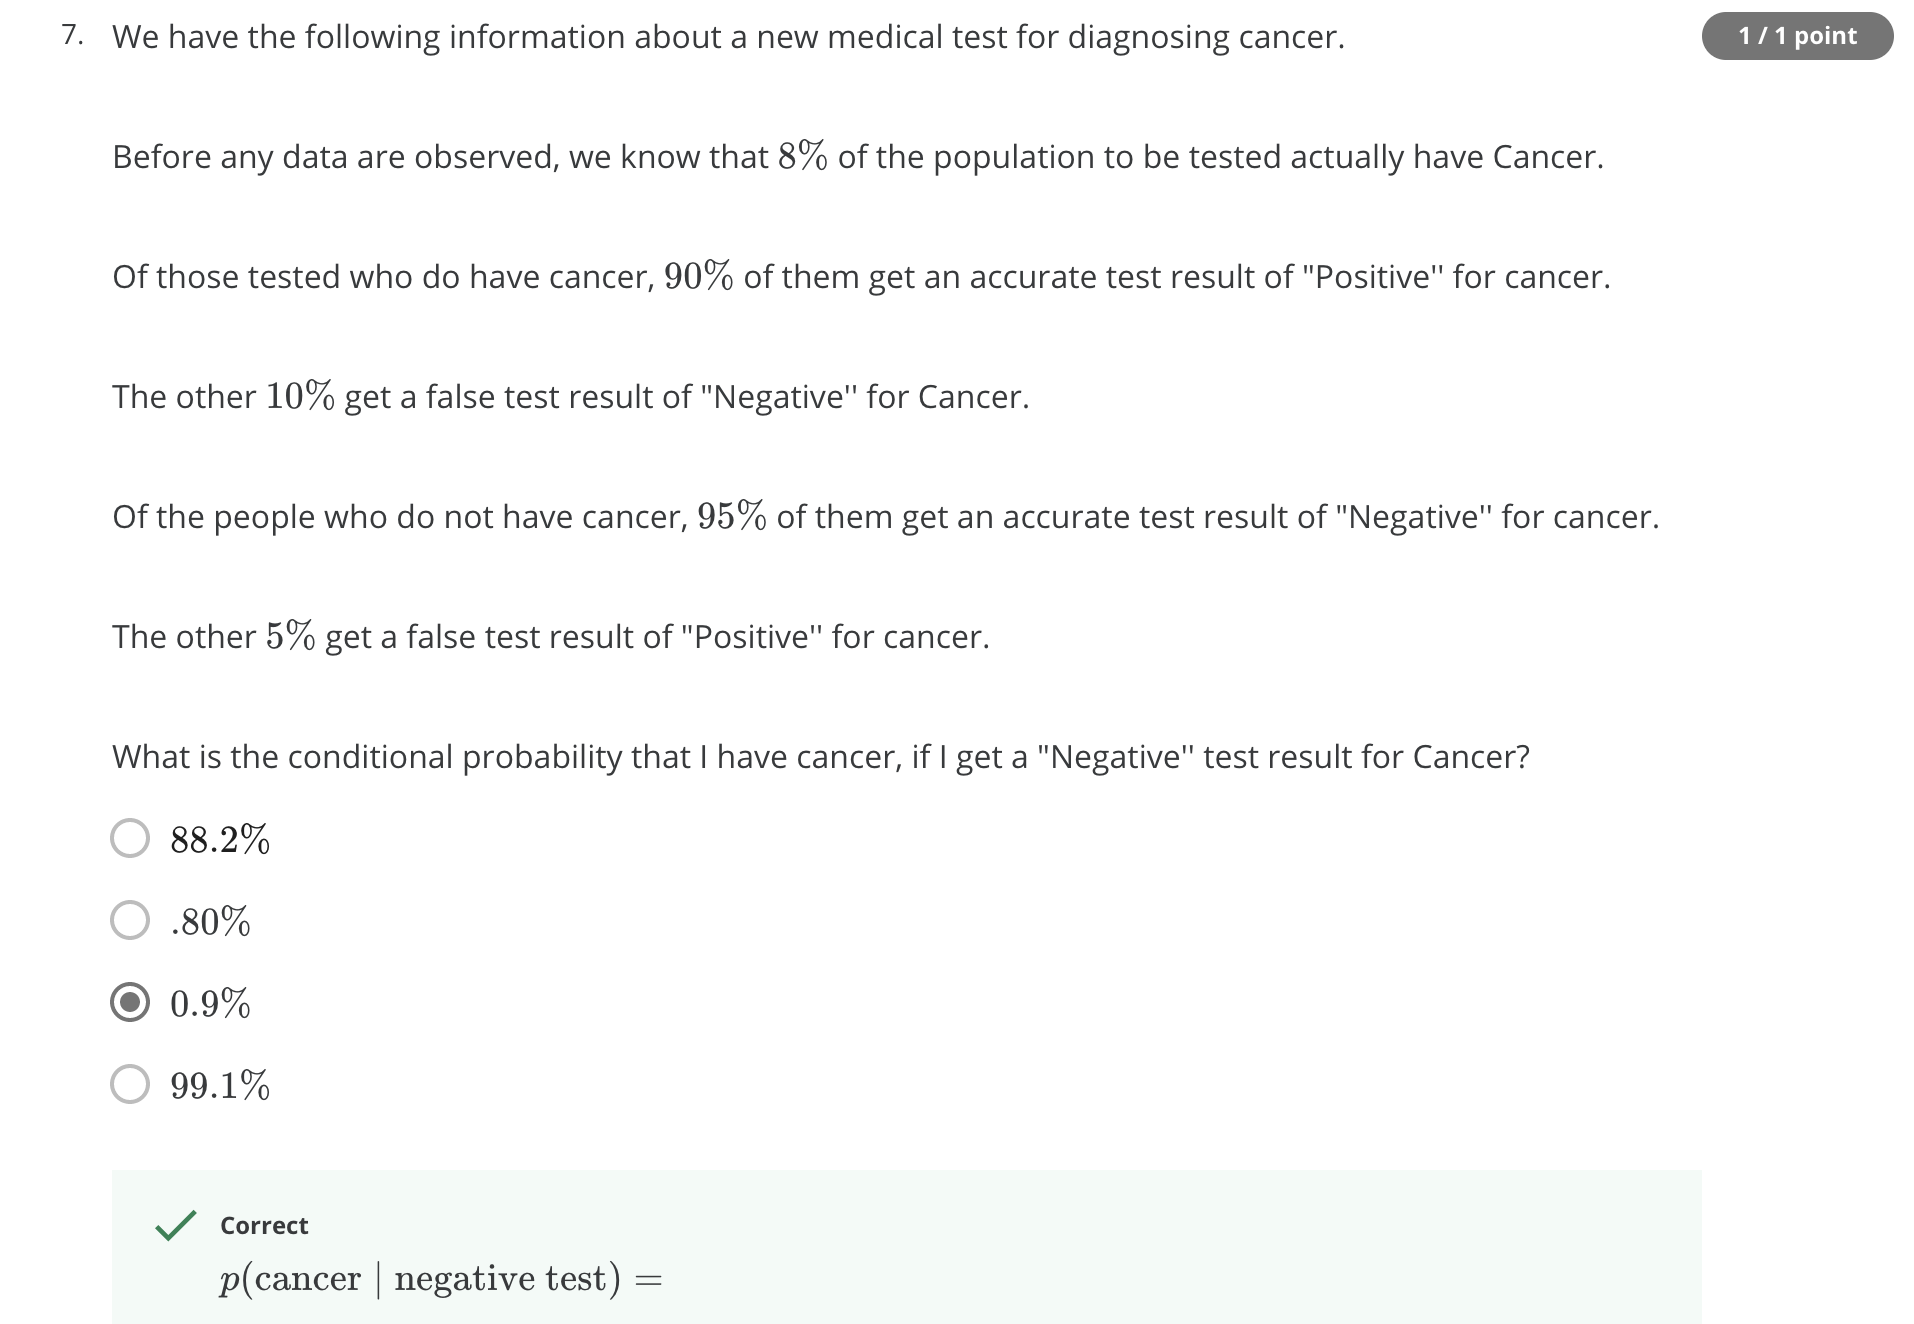 7. We have the following information about a new medical test for diagnosing cancer.
1 / 1 point
Before any data are observed, we know that 8% of the population to be tested actually have Cancer.
Of those tested who do have cancer, 90% of them get an accurate test result of "Positive'' for cancer.
The other 10% get a false test result of "Negative'' for Cancer.
Of the people who do not have cancer, 95% of them get an accurate test result of "Negative'' for cancer.
The other 5% get a false test result of "Positive'' for cancer.
What is the conditional probability that I have cancer, if I get a "Negative'' test result for Cancer?
88.2%
.80%
0.9%
99.1%
Correct
p(cancer | negative test) =